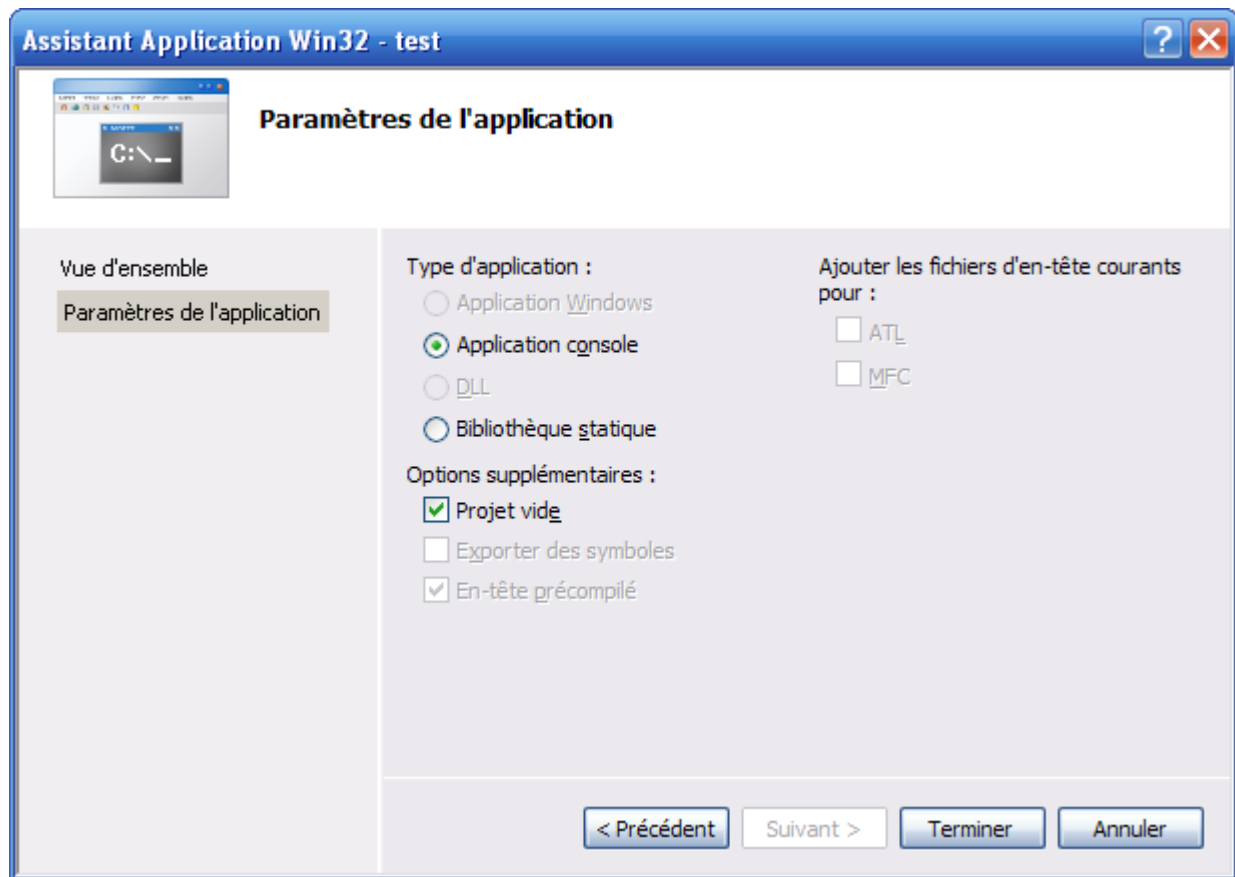 Assistant Application Win32 - test
C:\_
Paramètres de l'application
Vue d'ensemble
Paramètres de l'application
Type d'application :
Application Windows
Application console
DLL
Bibliothèque statique
Options supplémentaires :
Projet vide
Exporter des symboles
En-tête précompilé
Ajouter les fichiers d'en-tête courants
pour :
ATL
MFC
< Précédent
Suivant >
Terminer
Annuler